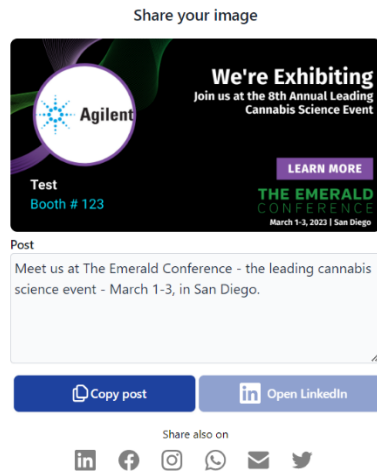 Share your image
We're Exhibiting
Join us at the 8th Annual Leading
Cannabis Science Event
Agilent
LEARN MORE
Test
Booth # 123
THE EMERALD
CONFERENCE
March 1-3, 2023 | San Diego
Post
Meet us at The Emerald Conference - the leading cannabis
science event - March 1-3, in San Diego.
Copy post
in Open LinkedIn
Share also on
in